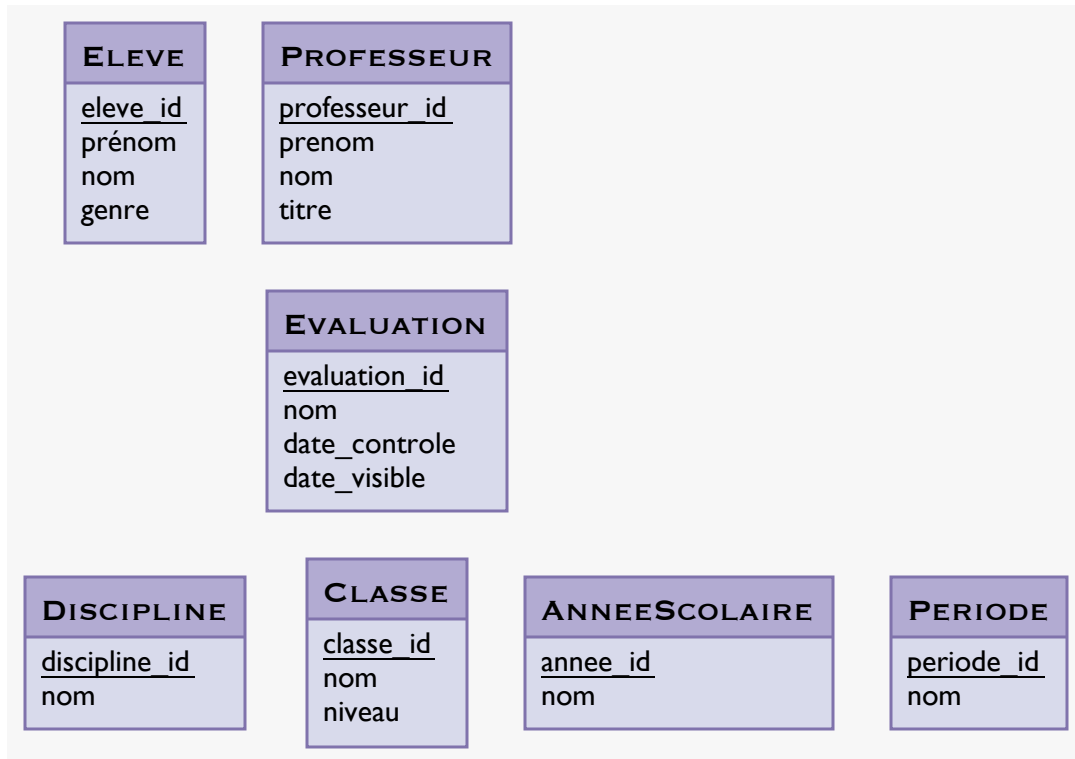 ELEVE
eleve_id
prénom
nom
genre
PROFESSEUR
professeur_id
prenom
nom
titre
EVALUATION
evaluation_id
nom
date_controle
date_visible
DISCIPLINE
discipline_id
nom
CLASSE
classe_id
nom
niveau
ANNEESCOLAIRE
annee_id
nom
PERIODE
periode_id
nom